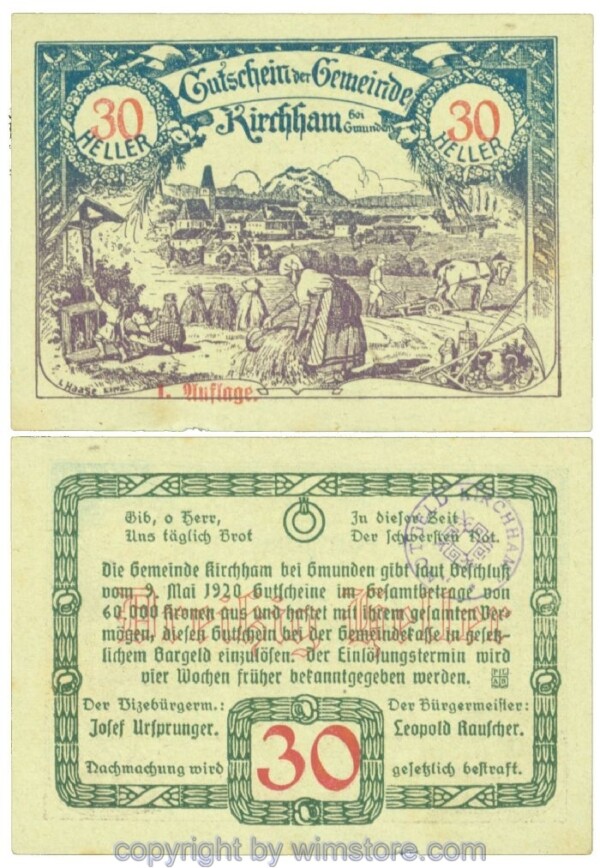 Gutschein der Gemeinde
Kirchham bei Gmunden
30 HELLER
30 HELLER
L. Haase LINZ
1. Auflage.
Gib, o Herr,
Uns täglich Brot
In dieser Zeit
Der schwersten Not.
KIRCHHAM
Die Gemeinde Kirchham bei Gmunden gibt laut Beschluß
vom 9. Mai 1920 Gutscheine im Gesamtbetrage von
60.000 Kronen aus und haftet mit ihrem gesamten Ver-
mögen, diesen Gutschein bei der Gemeindekasse in gesetz-
lichem Bargeld einzulösen. Der Einlösungstermin wird
vier Wochen früher bekanntgegeben werden.
Dreißig Heller
Der Vizebürgerm.:
Josef Ursprunger.
Der Bürgermeister:
Leopold Rauscher.
30
Nachmachung wird gesetzlich bestraft.
copyright by wimstore.com